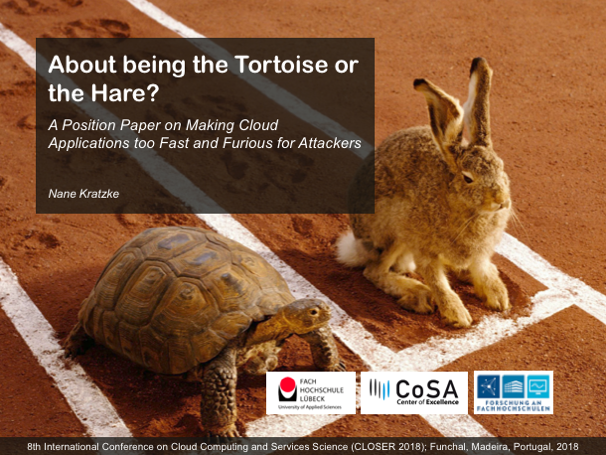 About being the Tortoise or
the Hare?
A Position Paper on Making Cloud
Applications too Fast and Furious for Attackers
Nane Kratzke
FACH
HOCHSCHULE
LÜBECK
University of Applied Sciences
CoSA
Center of Excellence
FORSCHUNG AN
FACHHOCHSCHULEN
8th International Conference on Cloud Computing and Services Science (CLOSER 2018); Funchal, Madeira, Portugal, 2018